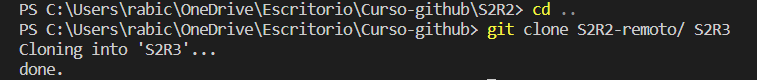 PS C:\Users\rabic\OneDrive\Escritorio\Curso-github\S2R2> cd ..
PS C:\Users\rabic\OneDrive\Escritorio\Curso-github> git clone S2R2-remoto/ S2R3
Cloning into 'S2R3'...
done.